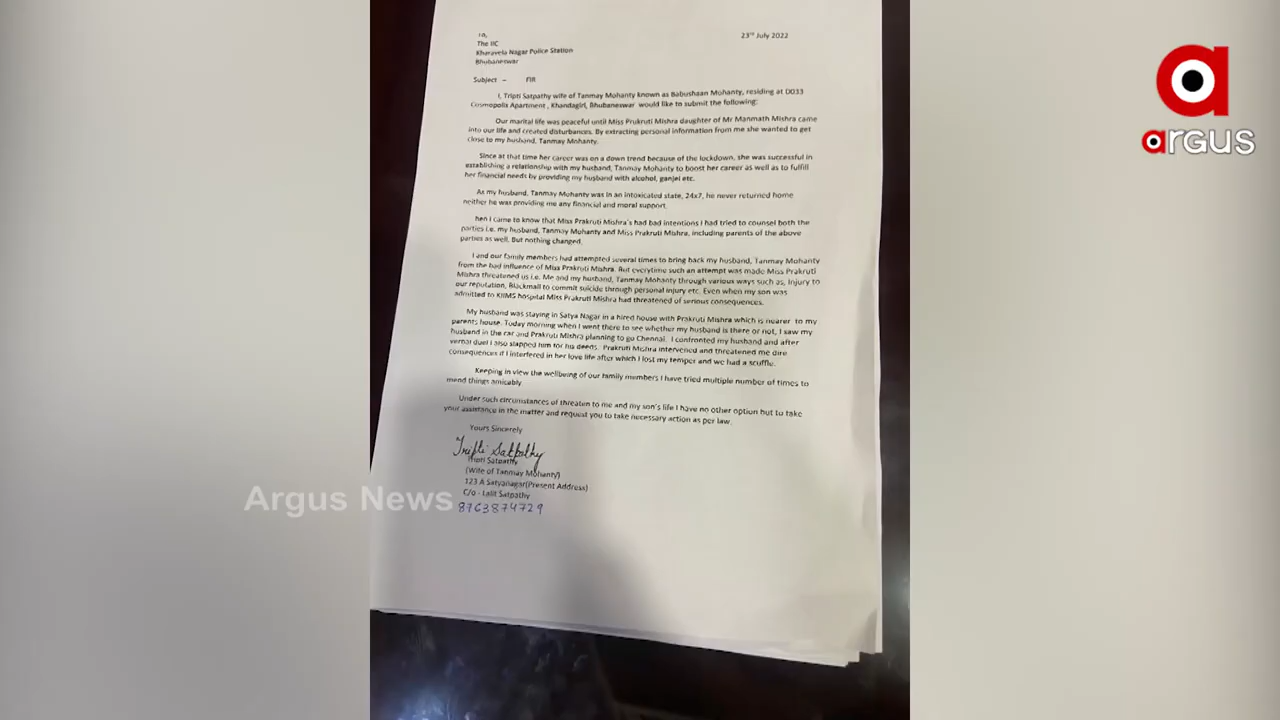 To,
23rd July 2022
The IIC
Kharavela Nagar Police Station
Bhubaneswar
Subject – FIR
I, Tripti Satpathy wife of Tanmay Mohanty known as Babushaan Mohanty, residing at D033
Cosmopolis Apartment , Khandagiri, Bhubaneswar would like to submit the following:
Our marital life was peaceful until Miss Prukruti Mishra daughter of Mr Manmath Mishra came
into our life and created disturbances. By extracting personal information from me she wanted to get
close to my husband, Tanmay Mohanty.
Since at that time her career was on a down trend because of the lockdown, she was successful in
establishing a relationship with my husband, Tanmay Mohanty to boost her career as well as to fulfill
her financial needs by providing my husband with alcohol, ganjei etc.
As my husband, Tanmay Mohanty was in an intoxicated state, 24x7, he never returned home
neither he was providing me any financial and moral support.
hen I came to know that Miss Prakruti Mishra's had bad intentions I had tried to counsel both the
parties i.e. my husband, Tanmay Mohanty and Miss Prakruti Mishra, including parents of the above
parties as well. But nothing changed.
I and our family members had attempted several times to bring back my husband, Tanmay Mohanty
from the bad influence of Miss Prakruti Mishra. But everytime such an attempt was made Miss Prakruti
Mishra threatened us i.e. Me and my husband, Tanmay Mohanty through various ways such as, Injury to
our reputation, Blackmail to commit suicide through personal injury etc. Even when my son was
admitted to KIIMS hospital Miss Prakruti Mishra had threatened of serious consequences.
My husband was staying in Satya Nagar in a hired house with Prakruti Mishra which is nearer to my
parents house. Today morning when I went there to see whether my husband is there or not, I saw my
husband in the car and Prakruti Mishra planning to go Chennai. I confronted my husband and after
verbal duel I also slapped him for his deeds. Prakruti Mishra intervened and threatened me dire
consequences if I interfered in her love life after which I lost my temper and we had a scuffle.
Keeping in view the wellbeing of our family members I have tried multiple number of times to
mend things amicably.
Under such circumstances of threaten to me and my son's life I have no other option but to take
your assistance in the matter and request you to take necessary action as per law.
Yours Sincerely
Tripti Satpathy
Tripti Satpathy
(Wife of Tanmay Mohanty)
123 A Satyanagar(Present Address)
C/o - Lalit Satpathy
8763874729
Argus News
argus